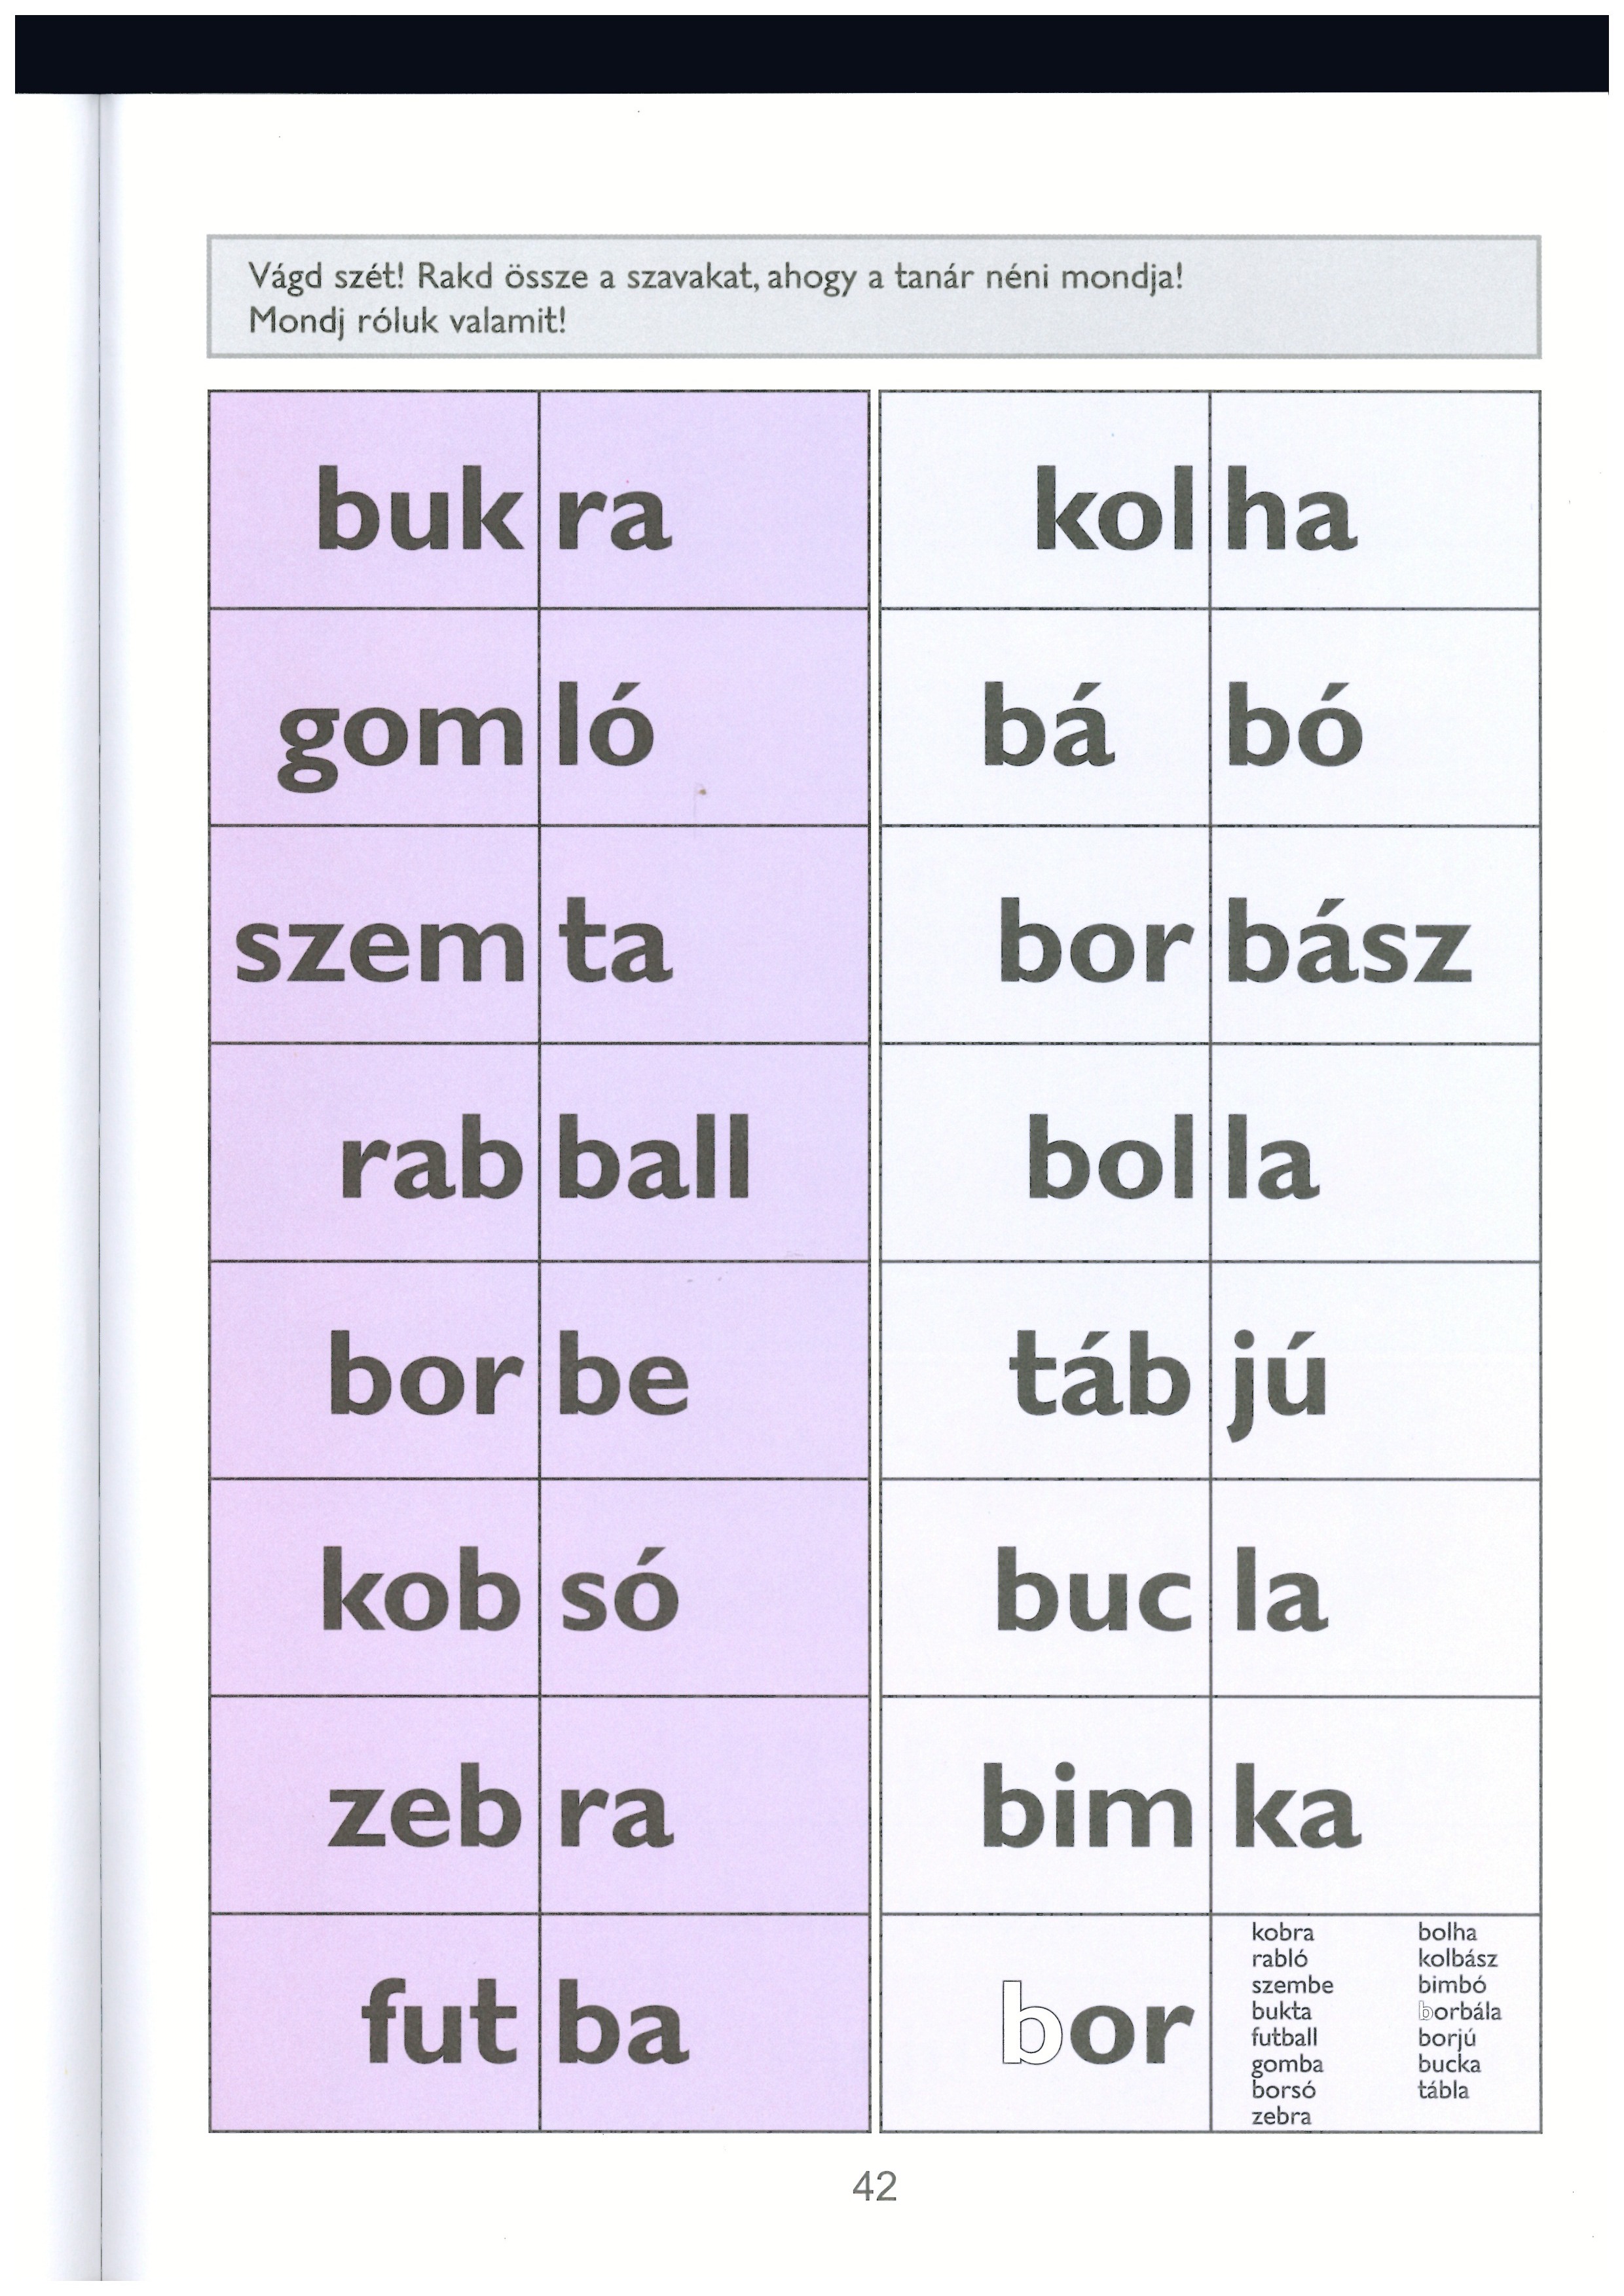 Vágd szét! Rakd össze a szavakat, ahogy a tanár néni mondja!
Mondj róluk valamit!
buk ra
gom ló
szem ta
rab ball
bor be
kob só
zeb ra
fut ba
kol ha
bá bó
bor bász
bol la
táb jú
buc la
bim ka
bor
kobra
rabló
szembe
bukta
futball
gomba
borsó
zebra
bolha
kolbász
bimbó
borbála
borjú
bucka
tábla
42